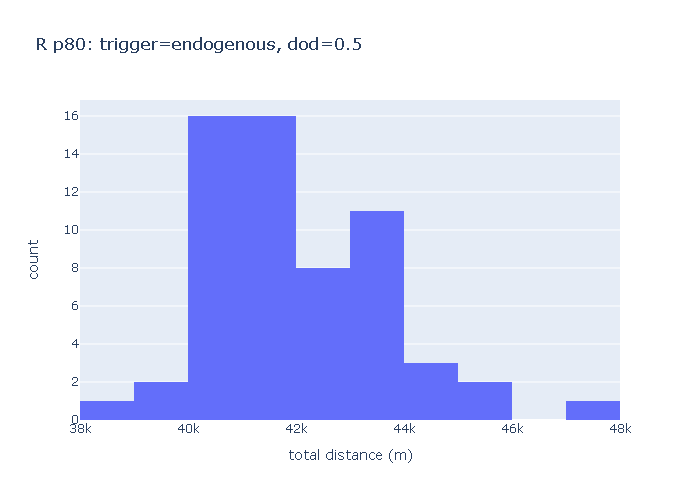 R p80: trigger=endogenous, dod=0.5
count
16
14
12
10
8
6
4
2
0
38k 40k 42k 44k 46k 48k
total distance (m)